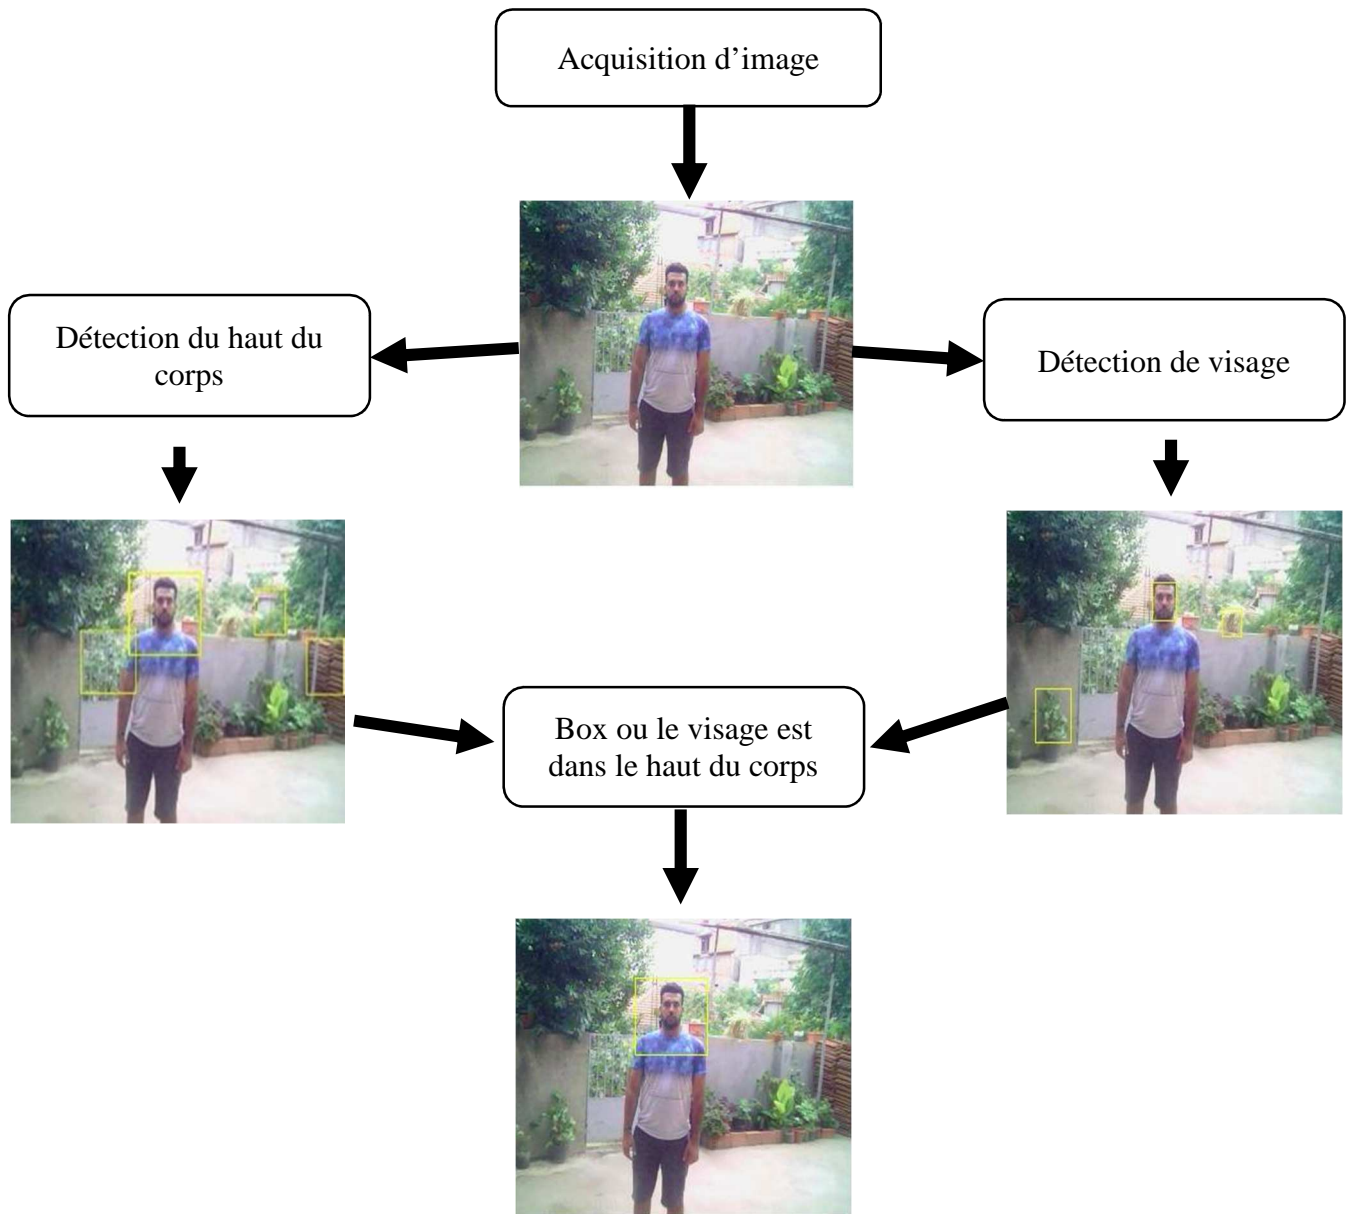 Acquisition d’image
Détection du haut du
corps
Détection de visage
Box ou le visage est
dans le haut du corps